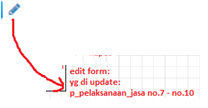 edit form:
yg di update:
p_pelaksanaan_jasa no.7 - no.10